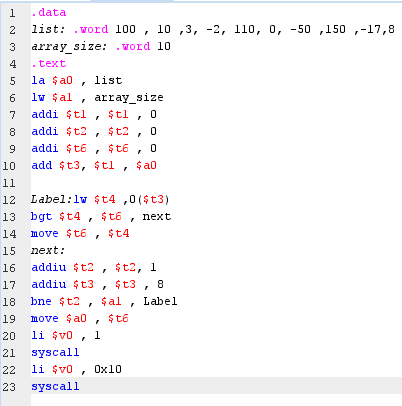 1 .data
2 list: .word 100 , 10 ,3, -2, 110, 0, -50 ,150 ,-17,8
3 array_size: .word 10
4 .text
5 la $a0 , list
6 lw $a1 , array_size
7 addi $t1 , $t1 , 0
8 addi $t2 , $t2 , 0
9 addi $t6 , $t6 , 0
10 add $t3, $t1 , $a0
11
12 Label:lw $t4 ,0($t3)
13 bgt $t4 , $t6 , next
14 move $t6 , $t4
15 next:
16 addiu $t2 , $t2, 1
17 addiu $t3 , $t3 , 8
18 bne $t2 , $a1 , Label
19 move $a0 , $t6
20 li $v0 , 1
21 syscall
22 li $v0 , 0x10
23 syscall